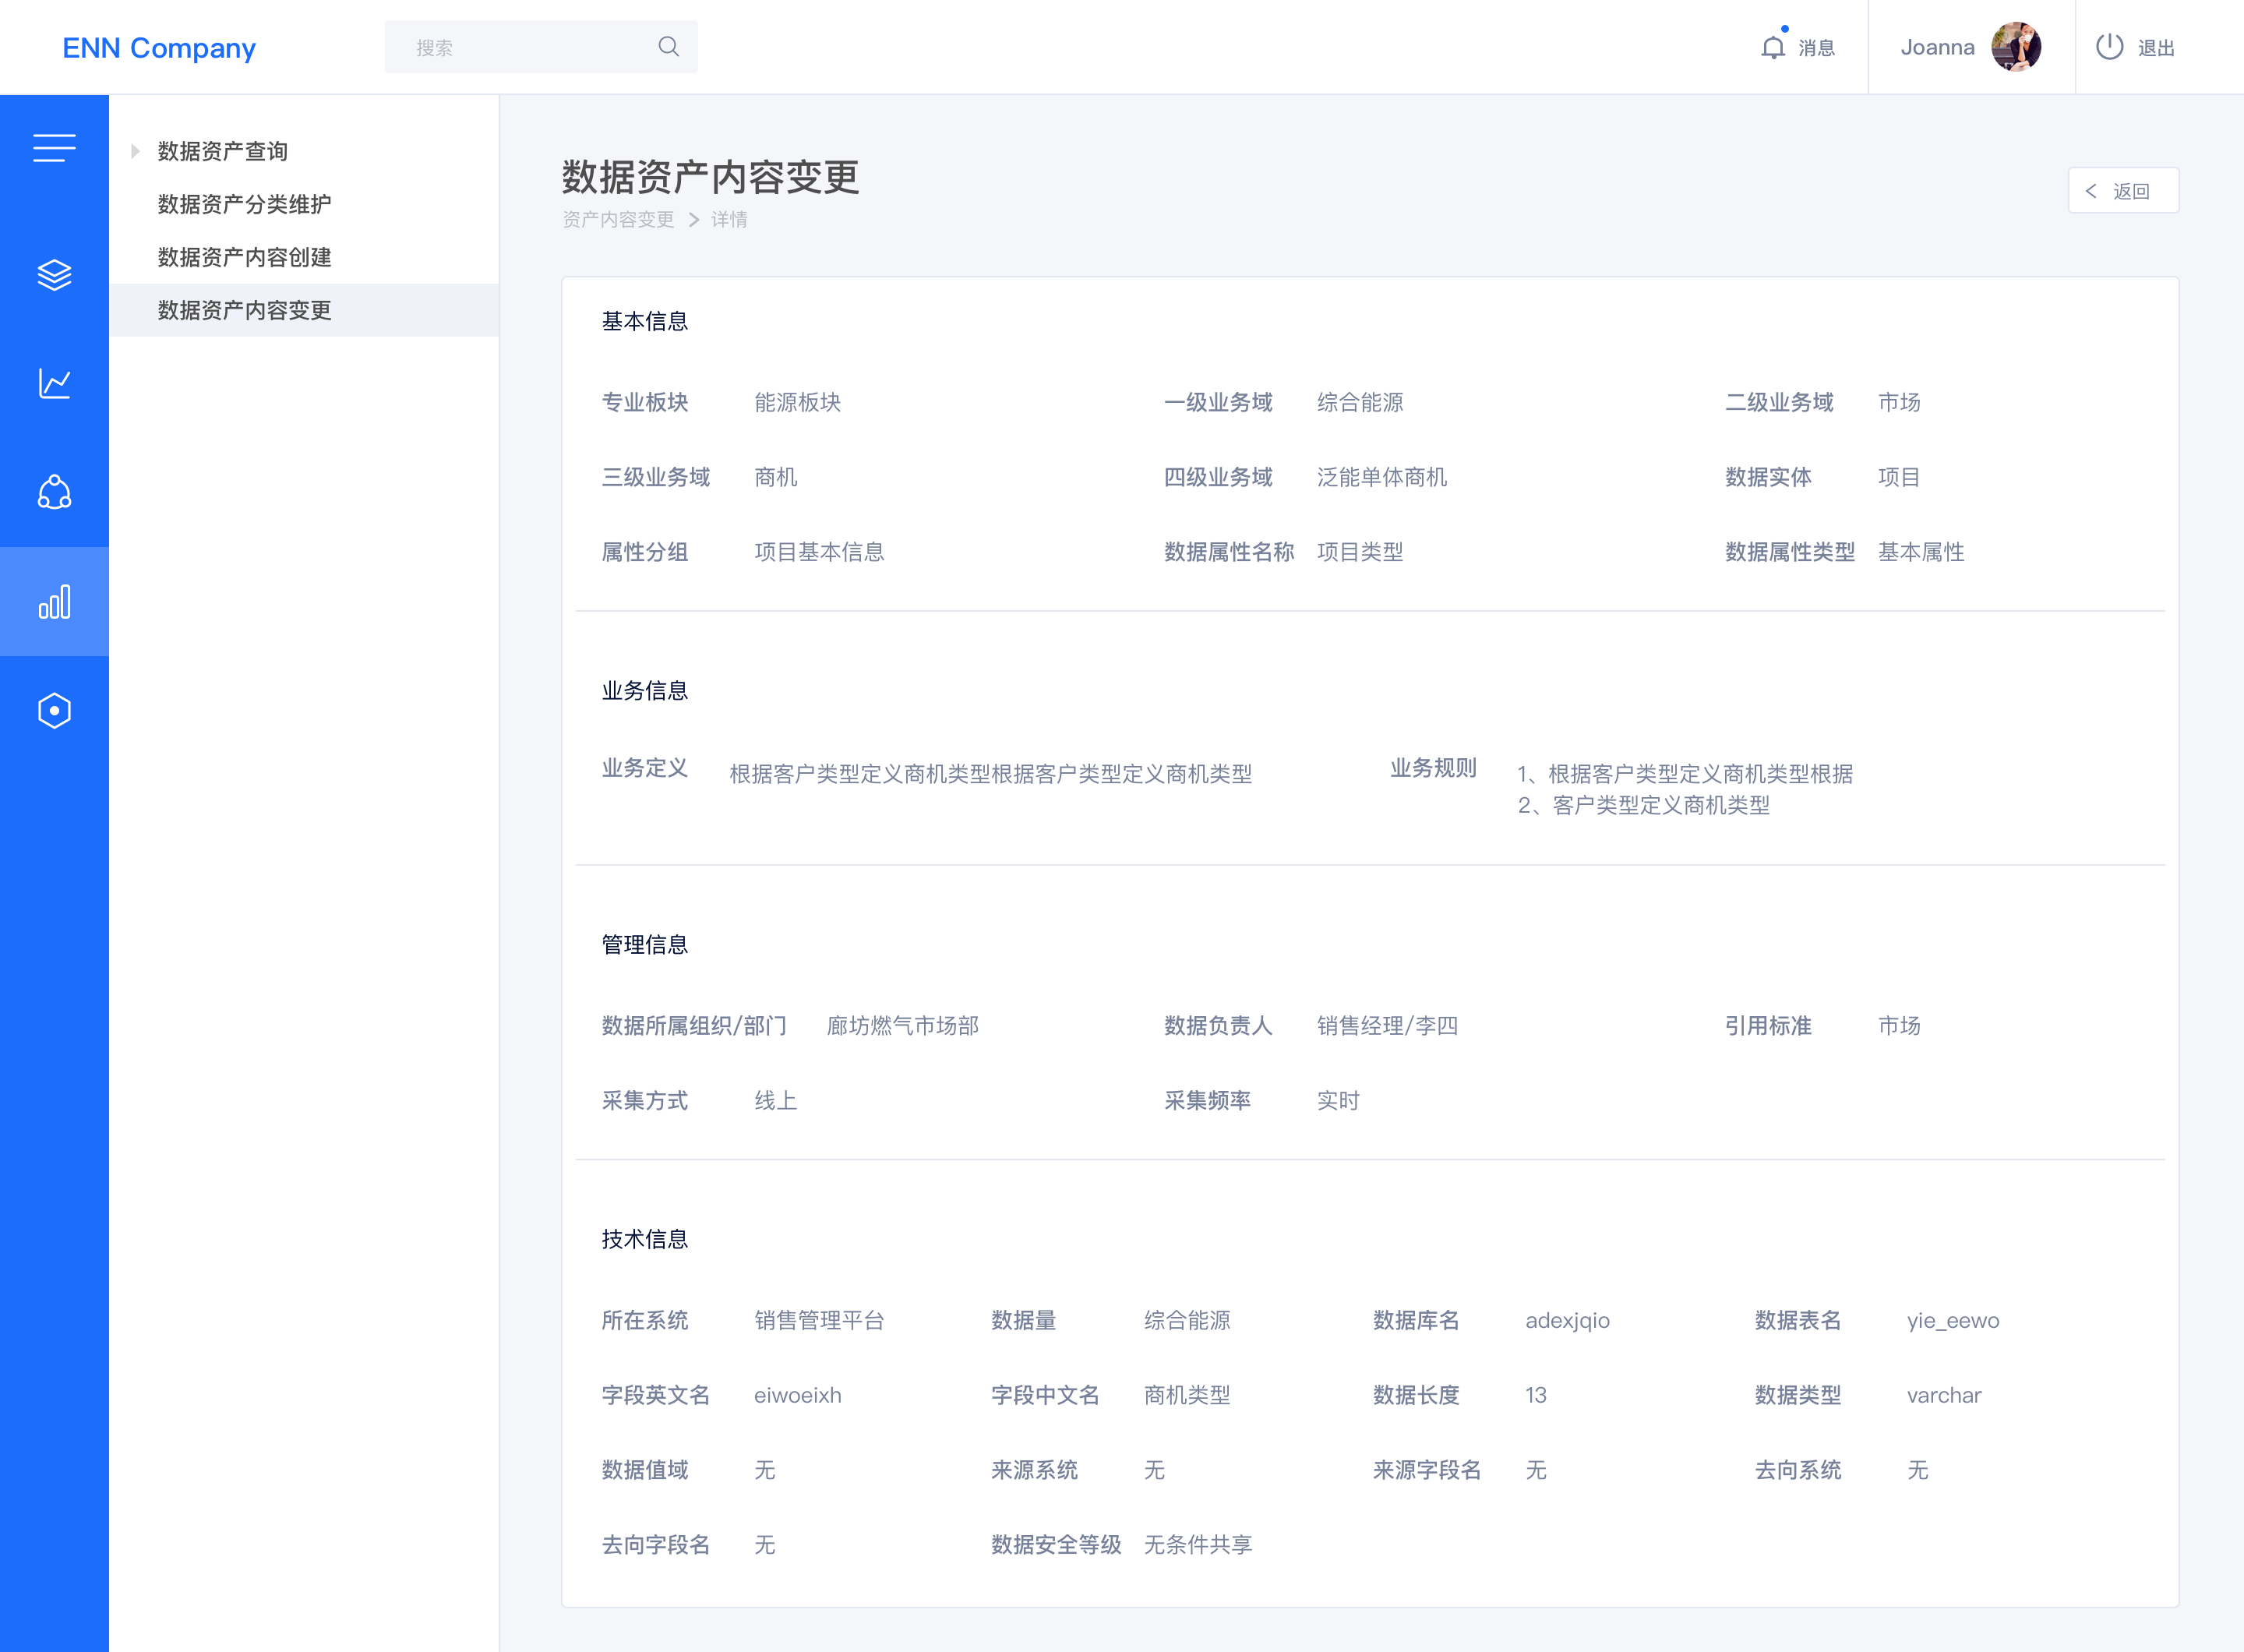 ENN Company
搜索
消息
Joanna
退出
数据资产查询
数据资产分类维护
数据资产内容创建
数据资产内容变更
数据资产内容变更
资产内容变更 > 详情
返回
基本信息
专业板块 能源板块 一级业务域 综合能源 二级业务域 市场
三级业务域 商机 四级业务域 泛能单体商机 数据实体 项目
属性分组 项目基本信息 数据属性名称 项目类型 数据属性类型 基本属性
业务信息
业务定义 根据客户类型定义商机类型根据客户类型定义商机类型 业务规则 1、根据客户类型定义商机类型根据
2、客户类型定义商机类型
管理信息
数据所属组织/部门 廊坊燃气市场部 数据负责人 销售经理/李四 引用标准 市场
采集方式 线上 采集频率 实时
技术信息
所在系统 销售管理平台 数据量 综合能源 数据库名 adexjqio 数据表名 yie_eewo
字段英文名 eiwoeixh 字段中文名 商机类型 数据长度 13 数据类型 varchar
数据值域 无 来源系统 无 来源字段名 无 去向系统 无
去向字段名 无 数据安全等级 无条件共享